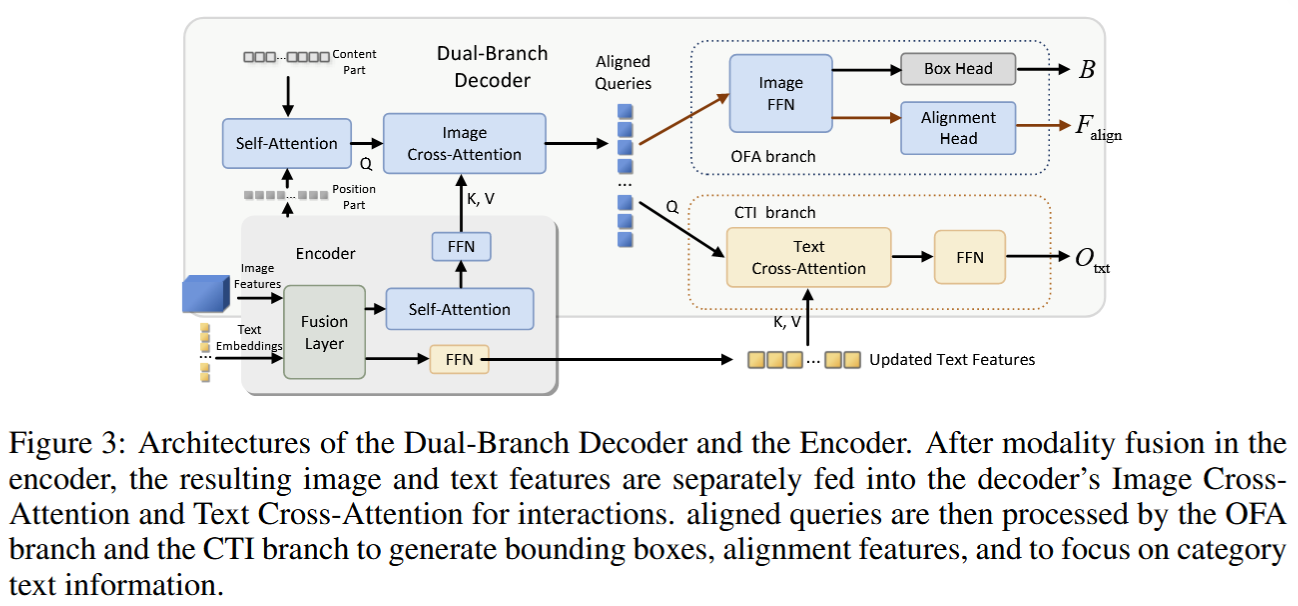 Content
Part
Dual-Branch
Decoder
Aligned
Queries
Self-Attention
Q
Image
Cross-Attention
Position
Part
K, V
Image
FFN
Box Head
B
Alignment
Head
F align
OFA branch
...
Q
CTI branch
Text
Cross-Attention
FFN
O txt
K, V
Encoder
FFN
Image
Features
Fusion
Layer
Self-Attention
Text
Embeddings
...
FFN
... Updated Text Features
Figure 3: Architectures of the Dual-Branch Decoder and the Encoder. After modality fusion in the
encoder, the resulting image and text features are separately fed into the decoder’s Image Cross-
Attention and Text Cross-Attention for interactions. aligned queries are then processed by the OFA
branch and the CTI branch to generate bounding boxes, alignment features, and to focus on category
text information.